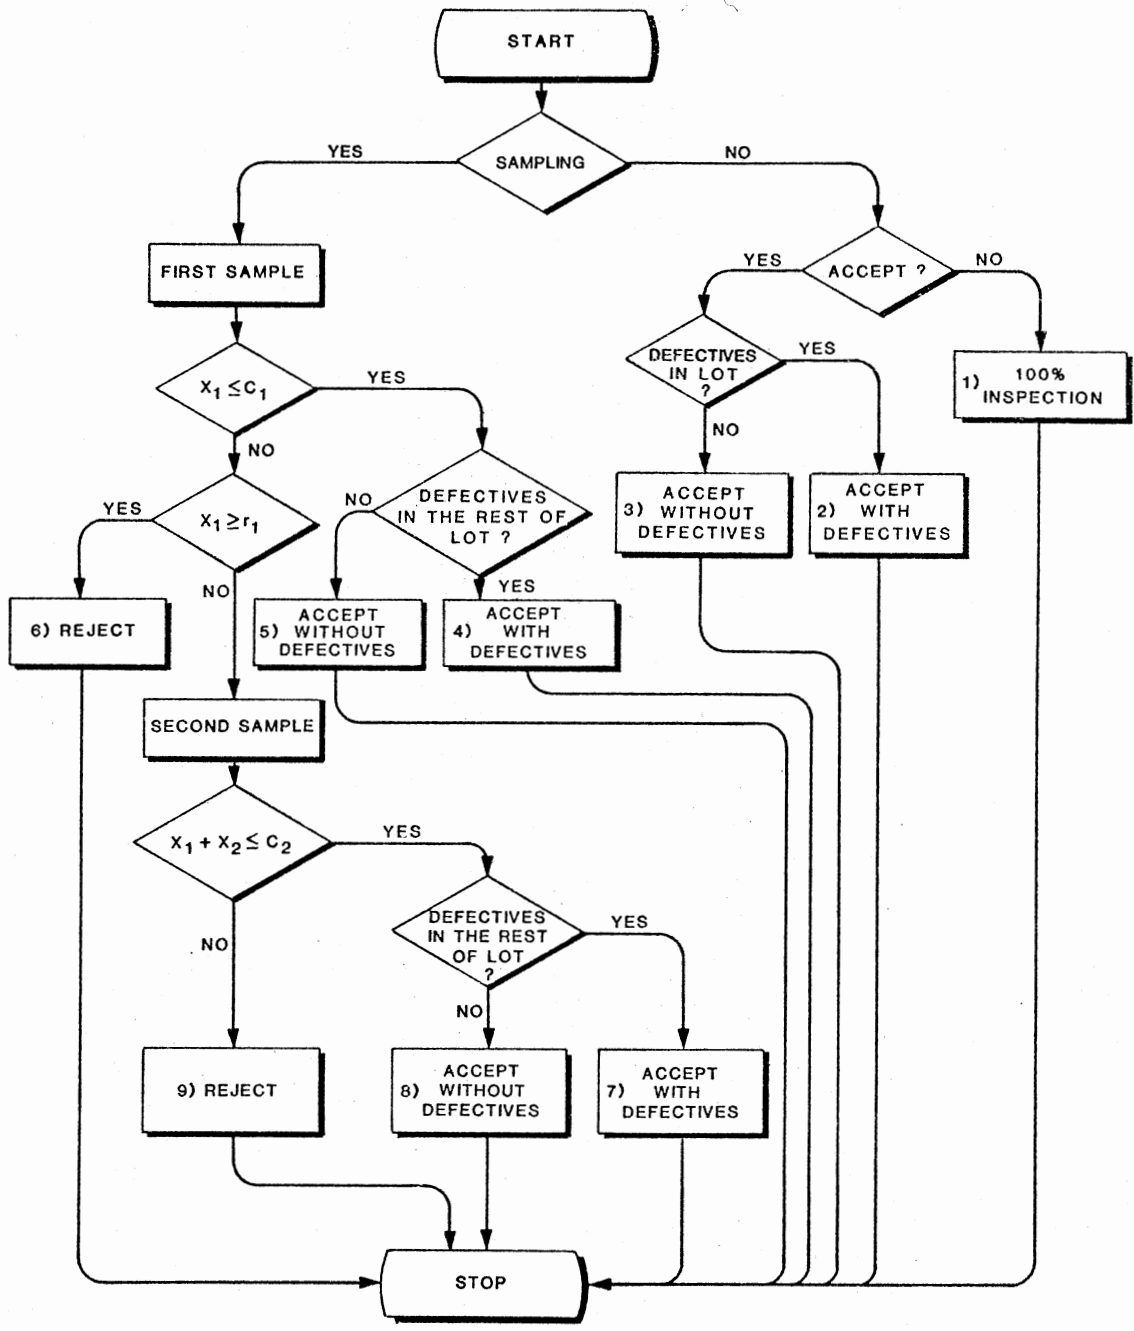 START
SAMPLING
YES
NO
FIRST SAMPLE
ACCEPT ?
YES
NO
DEFECTIVES
IN LOT
?
YES
NO
1) 100%
INSPECTION
X₁ ≤ C₁
YES
NO
X₁ ≥ r₁
YES
NO
DEFECTIVES
IN THE REST OF
LOT ?
NO
YES
ACCEPT
3) WITHOUT
DEFECTIVES
ACCEPT
2) WITH
DEFECTIVES
6) REJECT
ACCEPT
5) WITHOUT
DEFECTIVES
ACCEPT
4) WITH
DEFECTIVES
SECOND SAMPLE
X₁ + X₂ ≤ C₂
YES
NO
DEFECTIVES
IN THE REST
OF LOT
?
YES
NO
9) REJECT
ACCEPT
8) WITHOUT
DEFECTIVES
ACCEPT
7) WITH
DEFECTIVES
STOP